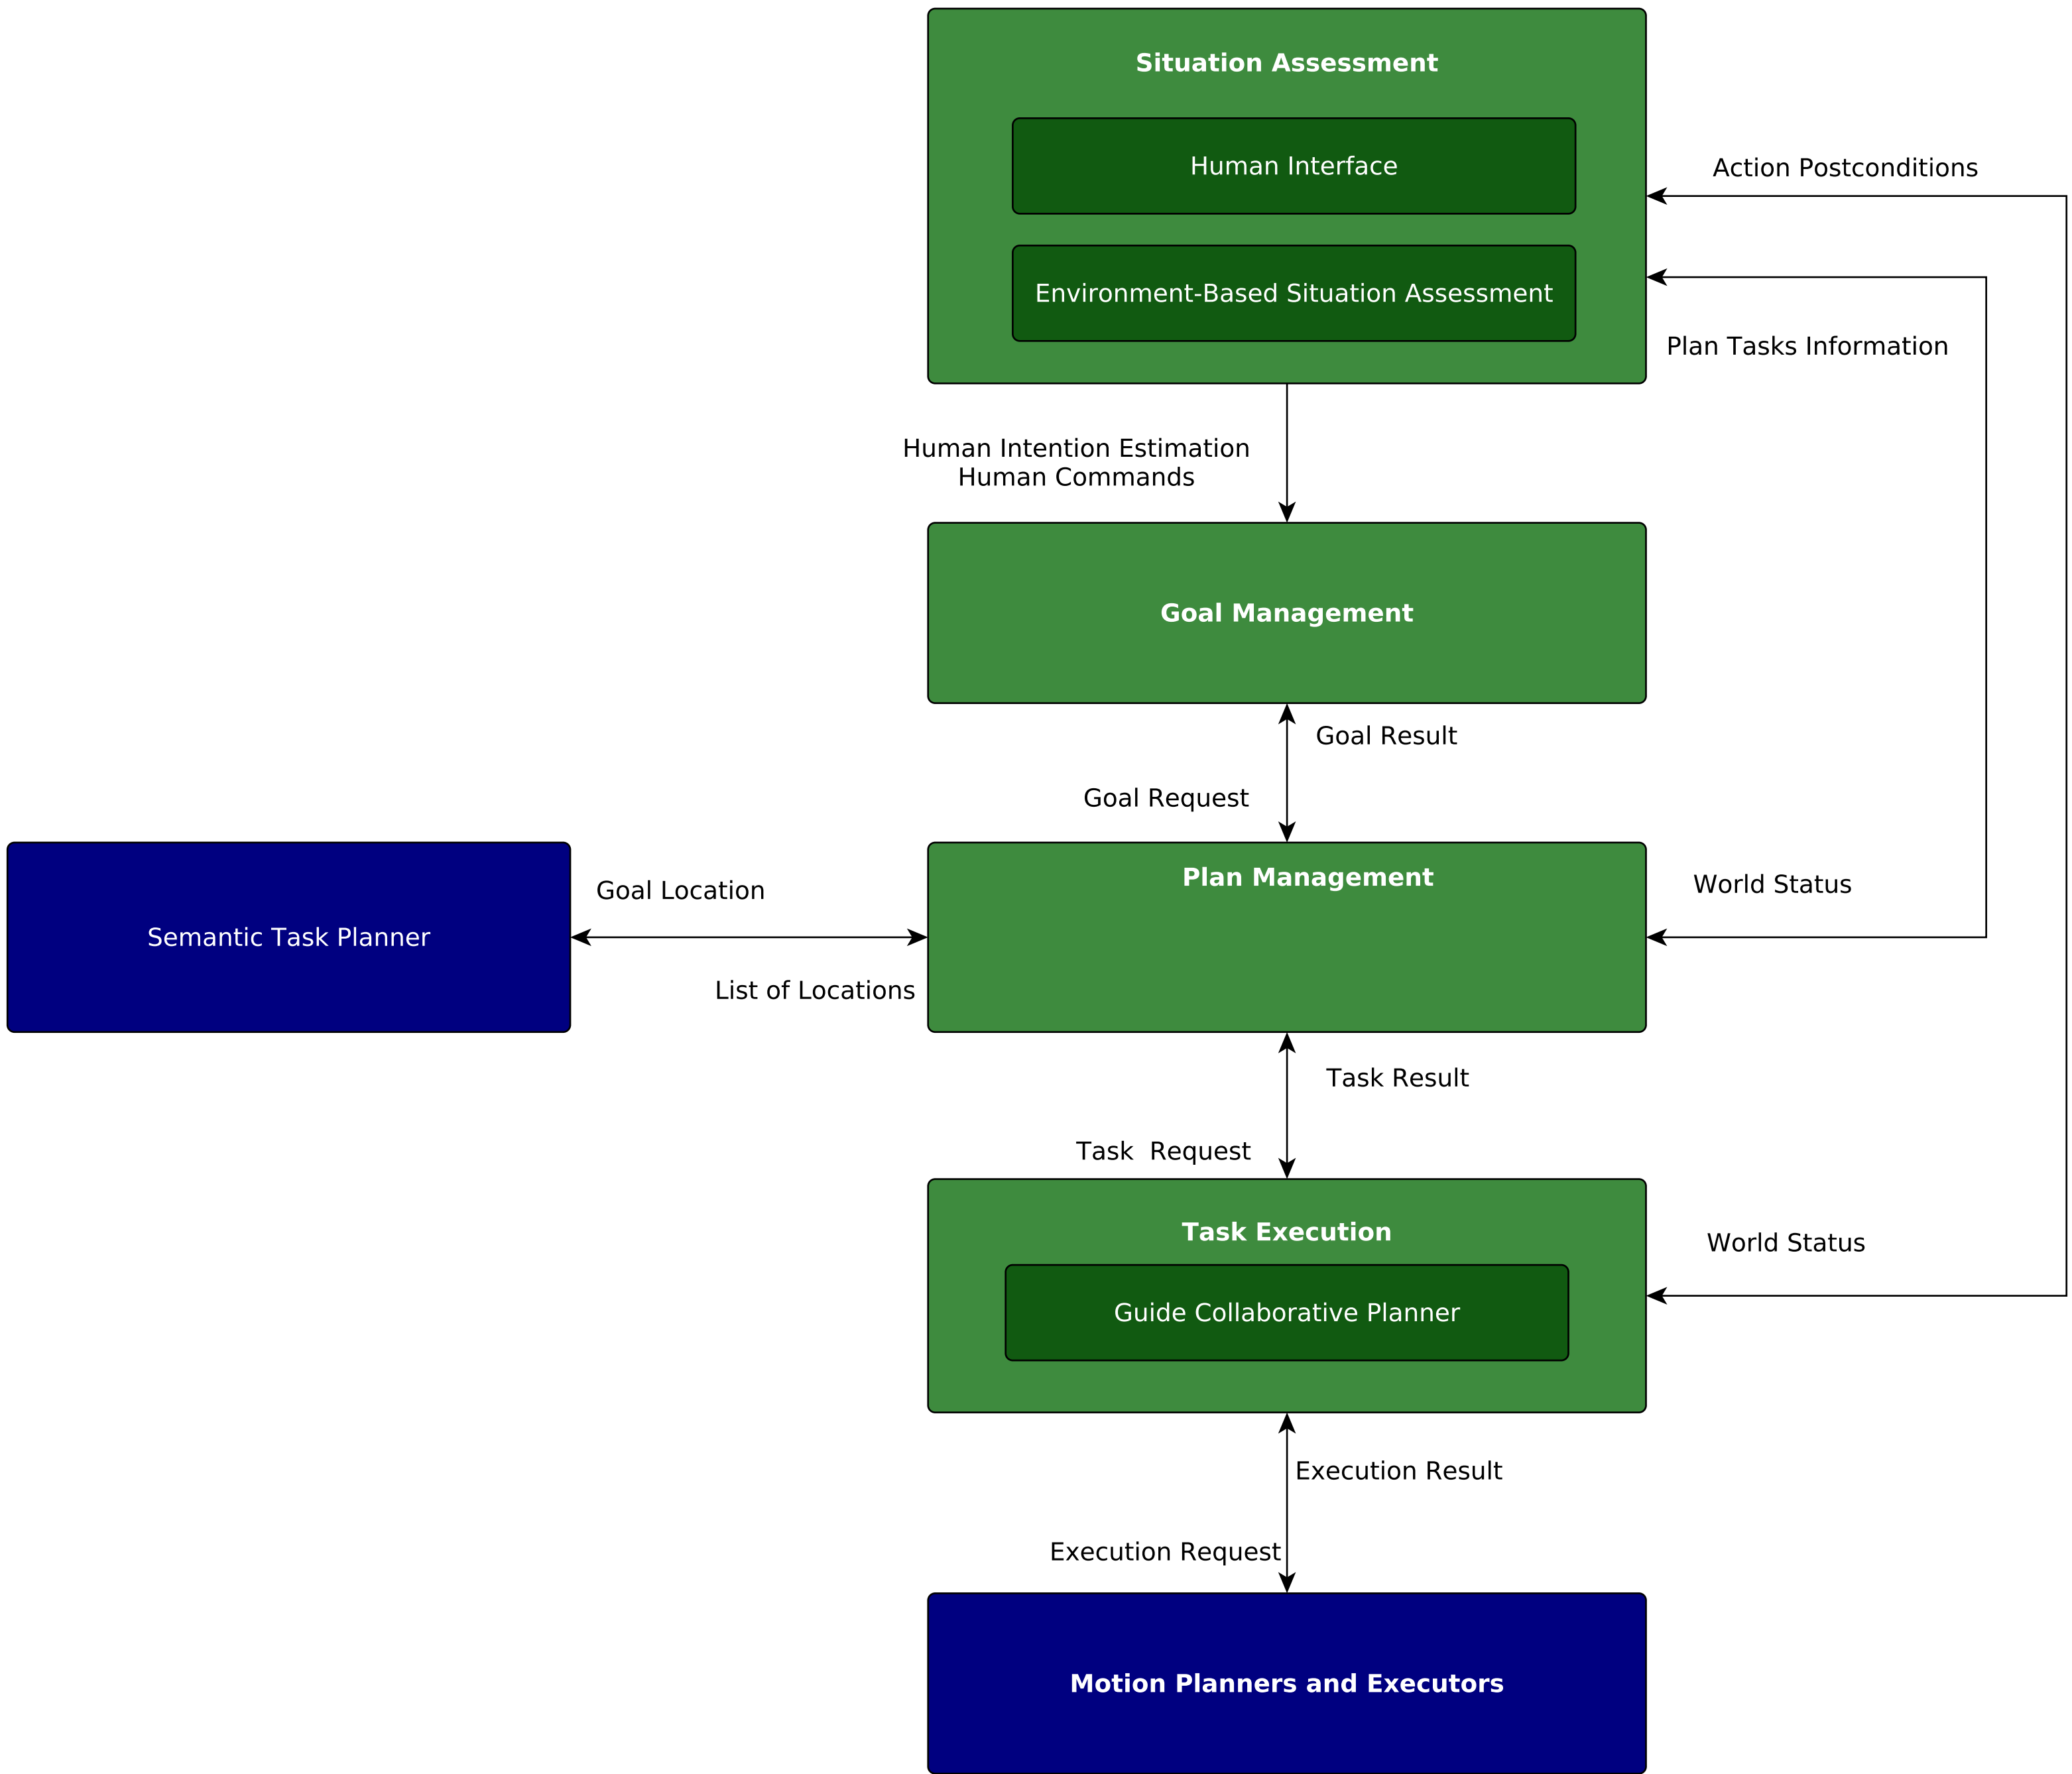 Situation Assessment
Human Interface
Action Postconditions
Environment-Based Situation Assessment
Plan Tasks Information
Human Intention Estimation
Human Commands
Goal Management
Goal Result
Goal Request
Plan Management
World Status
Goal Location
Semantic Task Planner
List of Locations
Task Result
Task  Request
Task Execution
World Status
Guide Collaborative Planner
Execution Result
Execution Request
Motion Planners and Executors